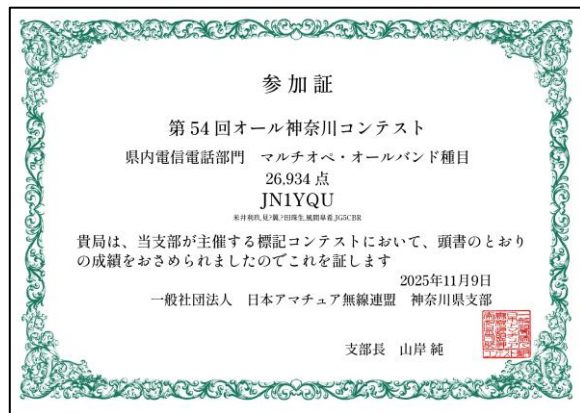 参加証
第54回オール神奈川コンテスト
県内電信電話部門　マルチオペ・オールバンド種目
26,934 点
JN1YQU
貴局は、当支部が主催する標記コンテストにおいて、頭書のとおり
の成績をおさめられましたのでこれを証します
2025年11月9日
一般社団法人　日本アマチュア無線連盟　神奈川県支部
支部長　山岸 純